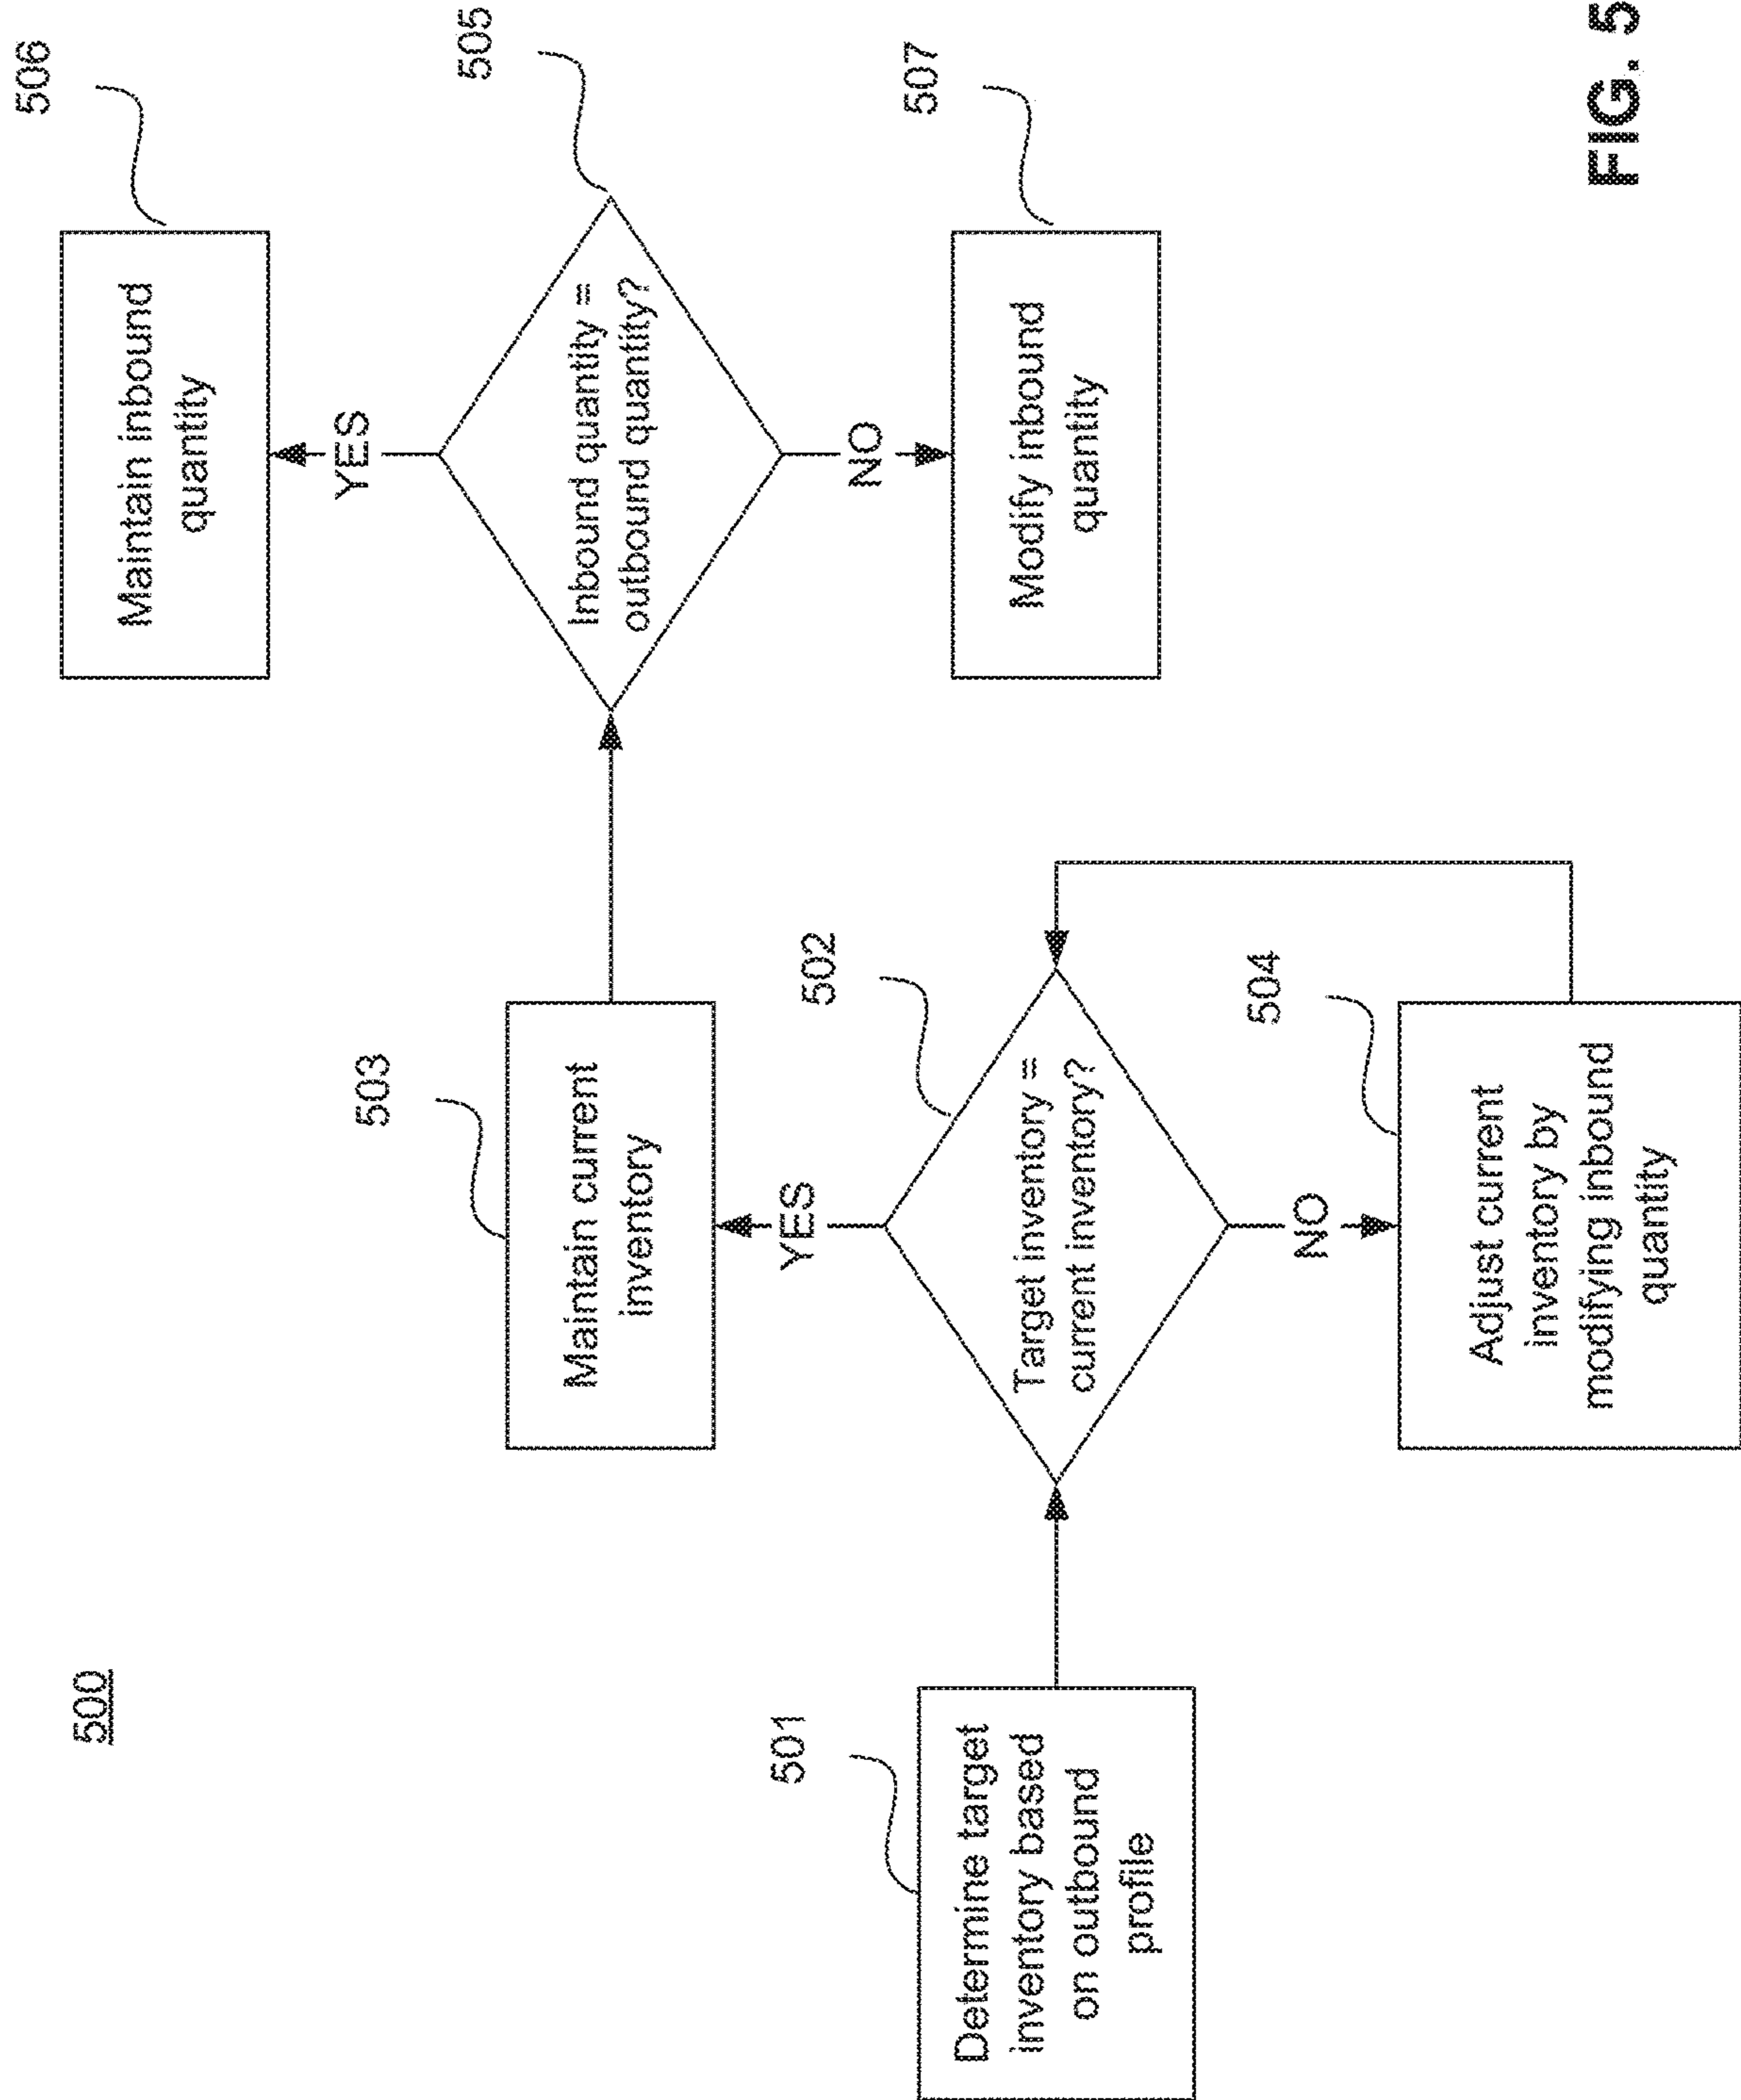 500
501
Determine target
inventory based
on outbound
profile
502
Target inventory =
current inventory?
YES
NO
503
Maintain current
inventory
504
Adjust current
inventory by
modifying inbound
quantity
505
Inbound quantity =
outbound quantity?
YES
NO
506
Maintain inbound
quantity
507
Modify inbound
quantity
FIG. 5